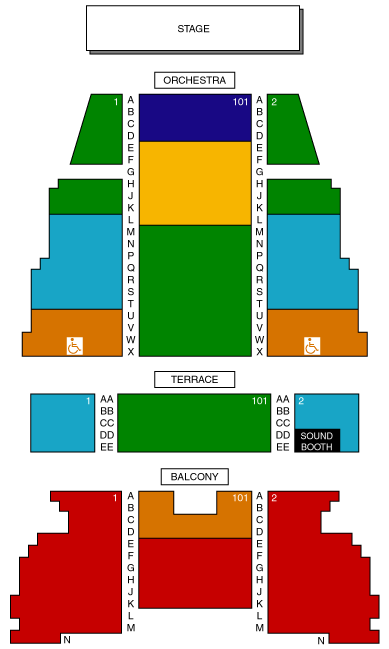 STAGE
ORCHESTRA
1 A 101 A 2
B B
C C
D D
E E
F F
G G
H H
J J
K K
L L
M M
N N
P P
Q Q
R R
S S
T T
U U
V V
W W
X X
TERRACE
1 AA 101 AA 2
BB BB
CC CC
DD DD SOUND
EE EE BOOTH
BALCONY
1 A 101 A 2
B B
C C
D D
E E
F F
G G
H H
J J
K K
L L
M M
N N